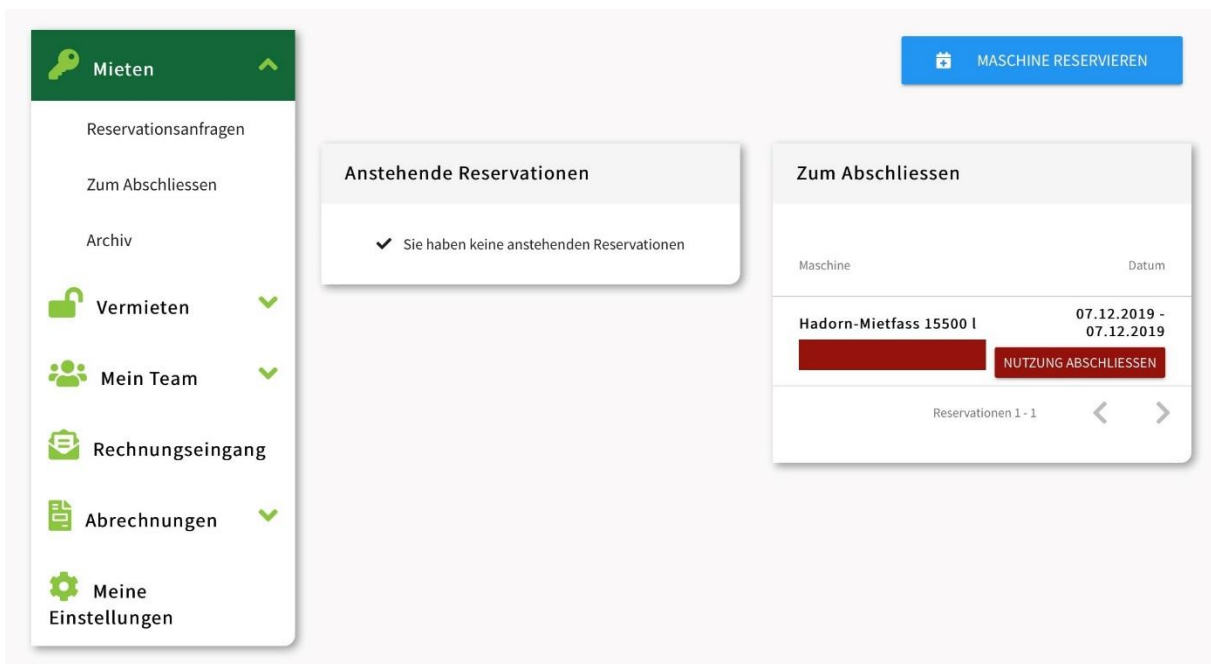 Mieten
Reservationsanfragen
Zum Abschliessen
Archiv
Vermieten
Mein Team
Rechnungseingang
Abrechnungen
Meine
Einstellungen
MASCHINE RESERVIEREN
Anstehende Reservationen
Sie haben keine anstehenden Reservationen
Zum Abschliessen
Maschine Datum
Hadorn-Mietfass 15500 l 07.12.2019 -
07.12.2019
NUTZUNG ABSCHLIESSEN
Reservationen 1 - 1